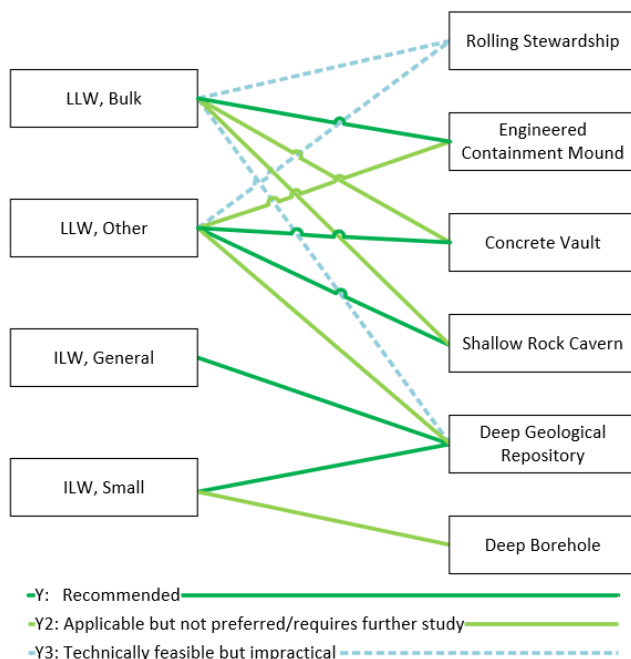 Rolling Stewardship
LLW, Bulk
Engineered
Containment Mound
LLW, Other
Concrete Vault
Shallow Rock Cavern
ILW, General
Deep Geological
Repository
ILW, Small
Deep Borehole
Y: Recommended
Y2: Applicable but not preferred/requires further study
Y3: Technically feasible but impractical